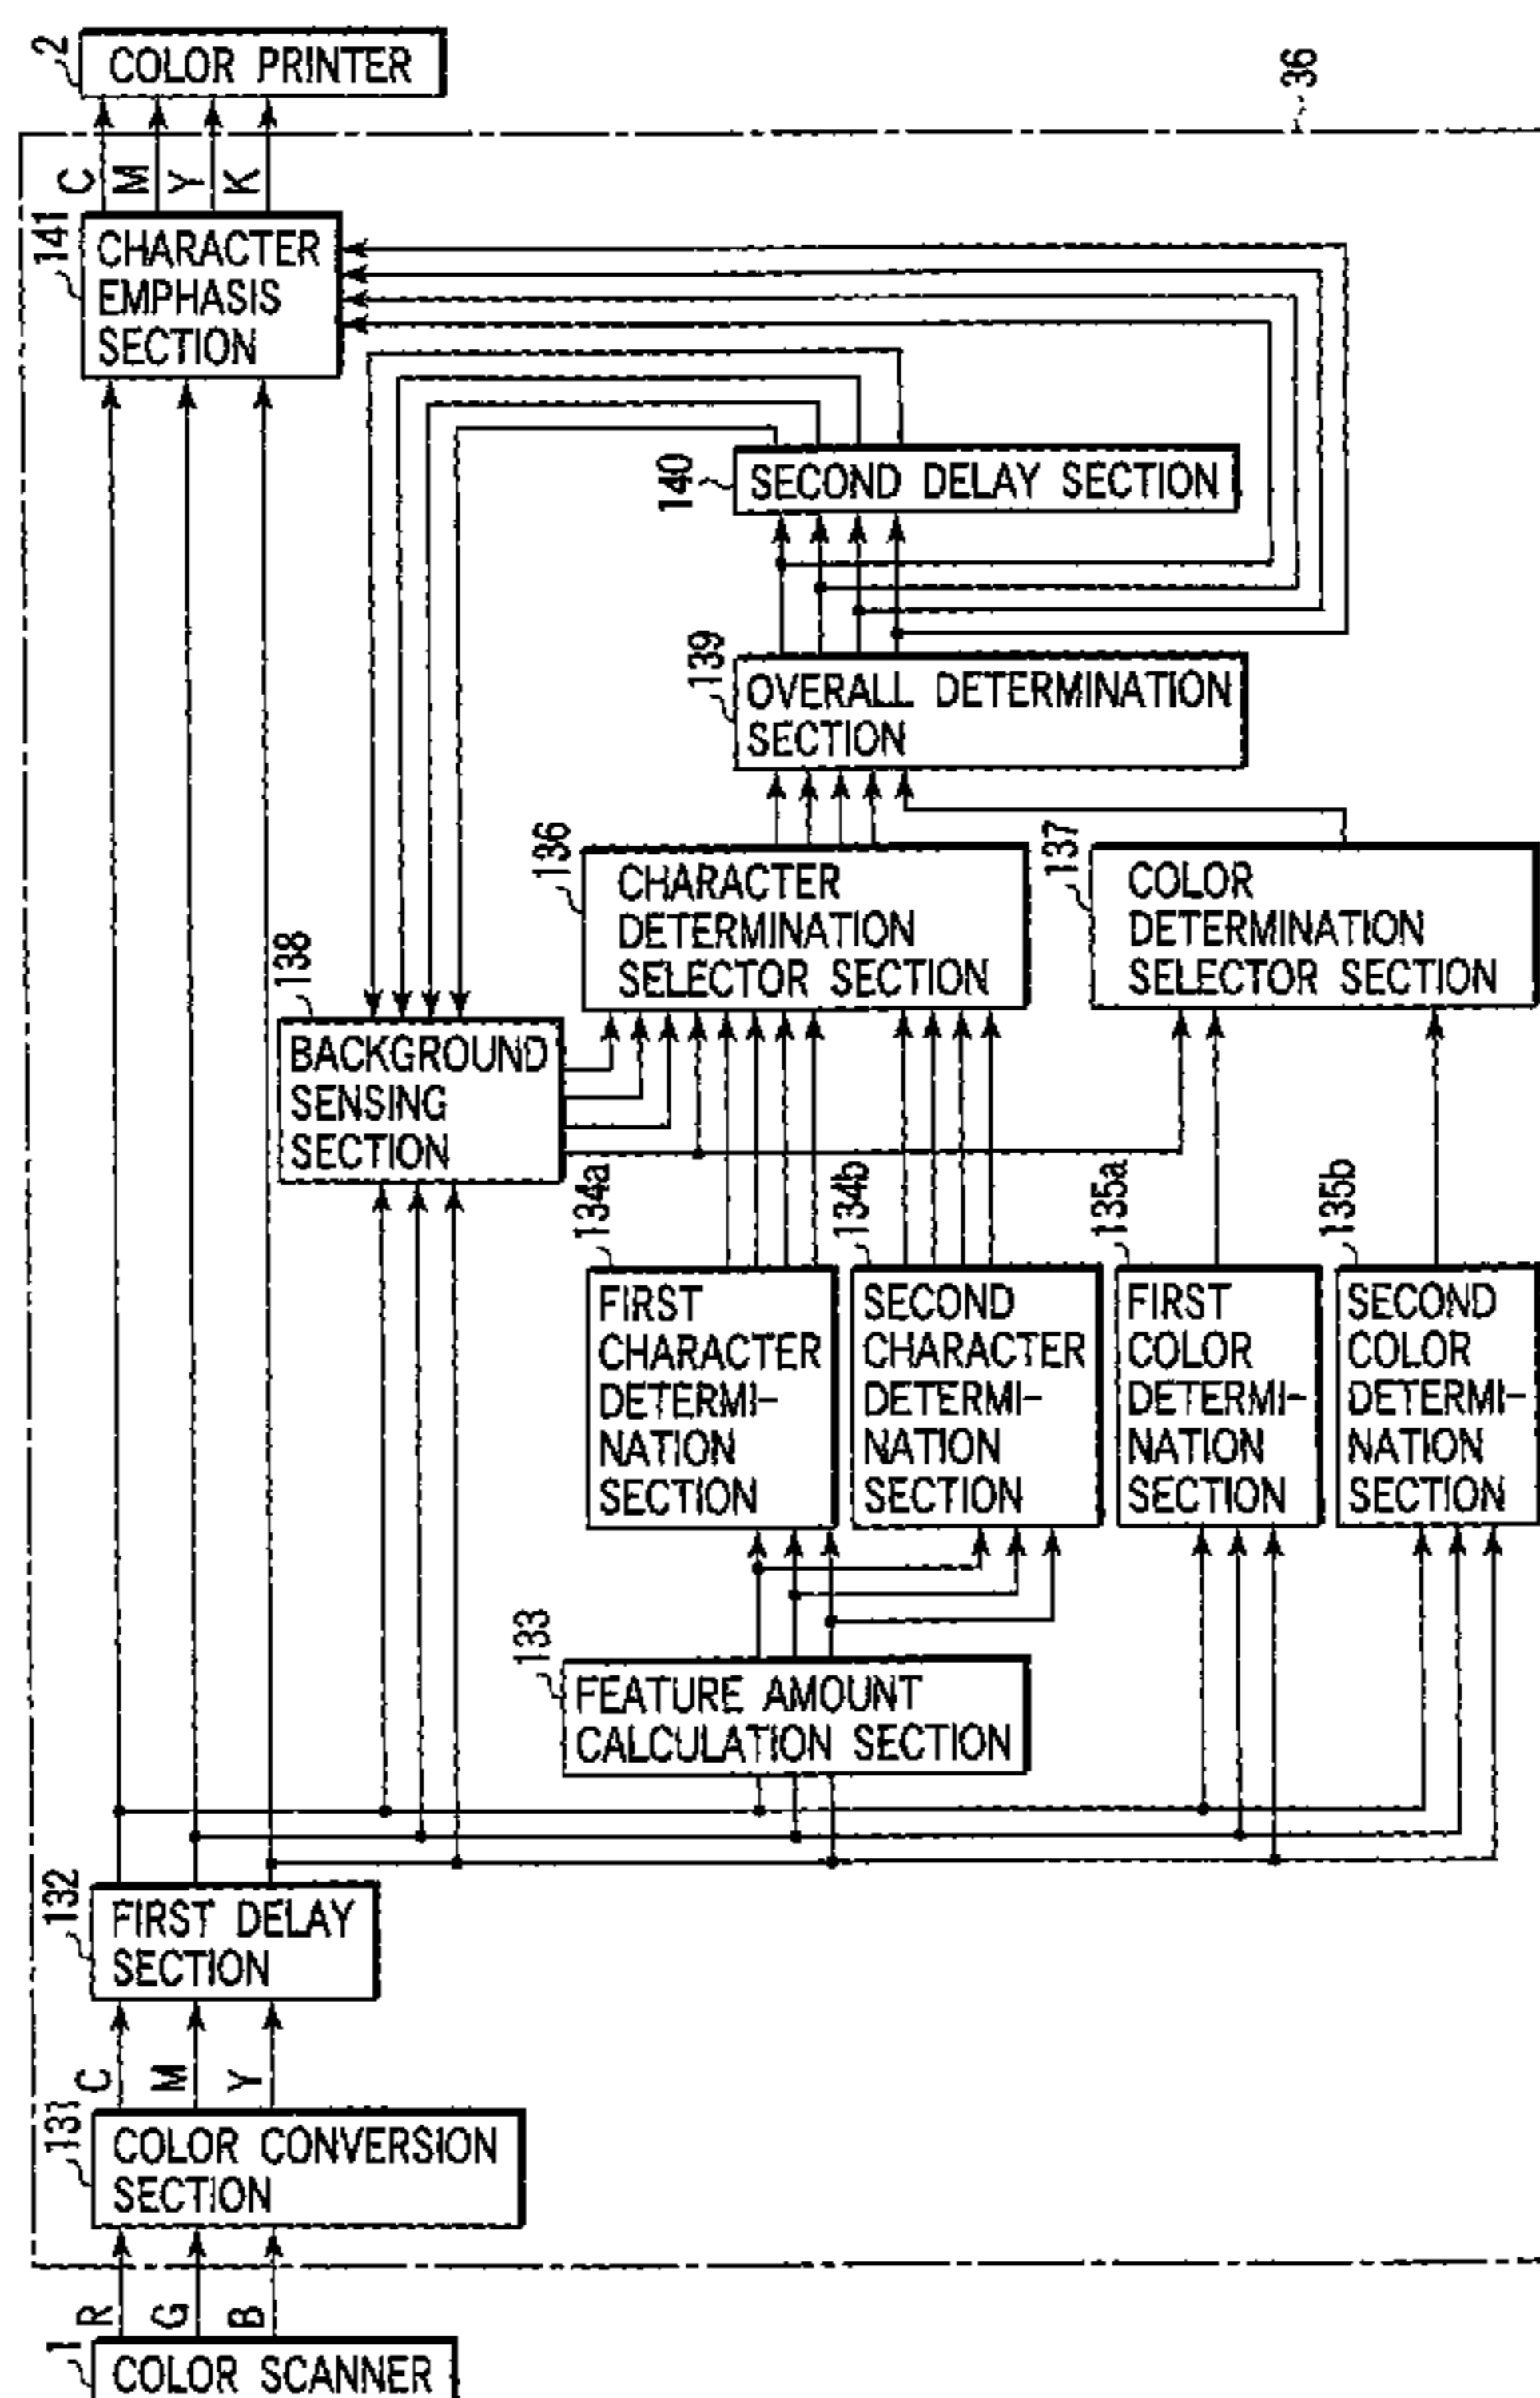 2
COLOR PRINTER
36
C
M
Y
K
141
CHARACTER
EMPHASIS
SECTION
140
SECOND DELAY SECTION
139
OVERALL DETERMINATION
SECTION
136
CHARACTER
DETERMINATION
SELECTOR SECTION
137
COLOR
DETERMINATION
SELECTOR SECTION
138
BACKGROUND
SENSING
SECTION
134a
FIRST
CHARACTER
DETERMI-
NATION
SECTION
134b
SECOND
CHARACTER
DETERMI-
NATION
SECTION
135a
FIRST
COLOR
DETERMI-
NATION
SECTION
135b
SECOND
COLOR
DETERMI-
NATION
SECTION
133
FEATURE AMOUNT
CALCULATION SECTION
132
FIRST DELAY
SECTION
C
M
Y
131
COLOR CONVERSION
SECTION
R
G
B
1
COLOR SCANNER